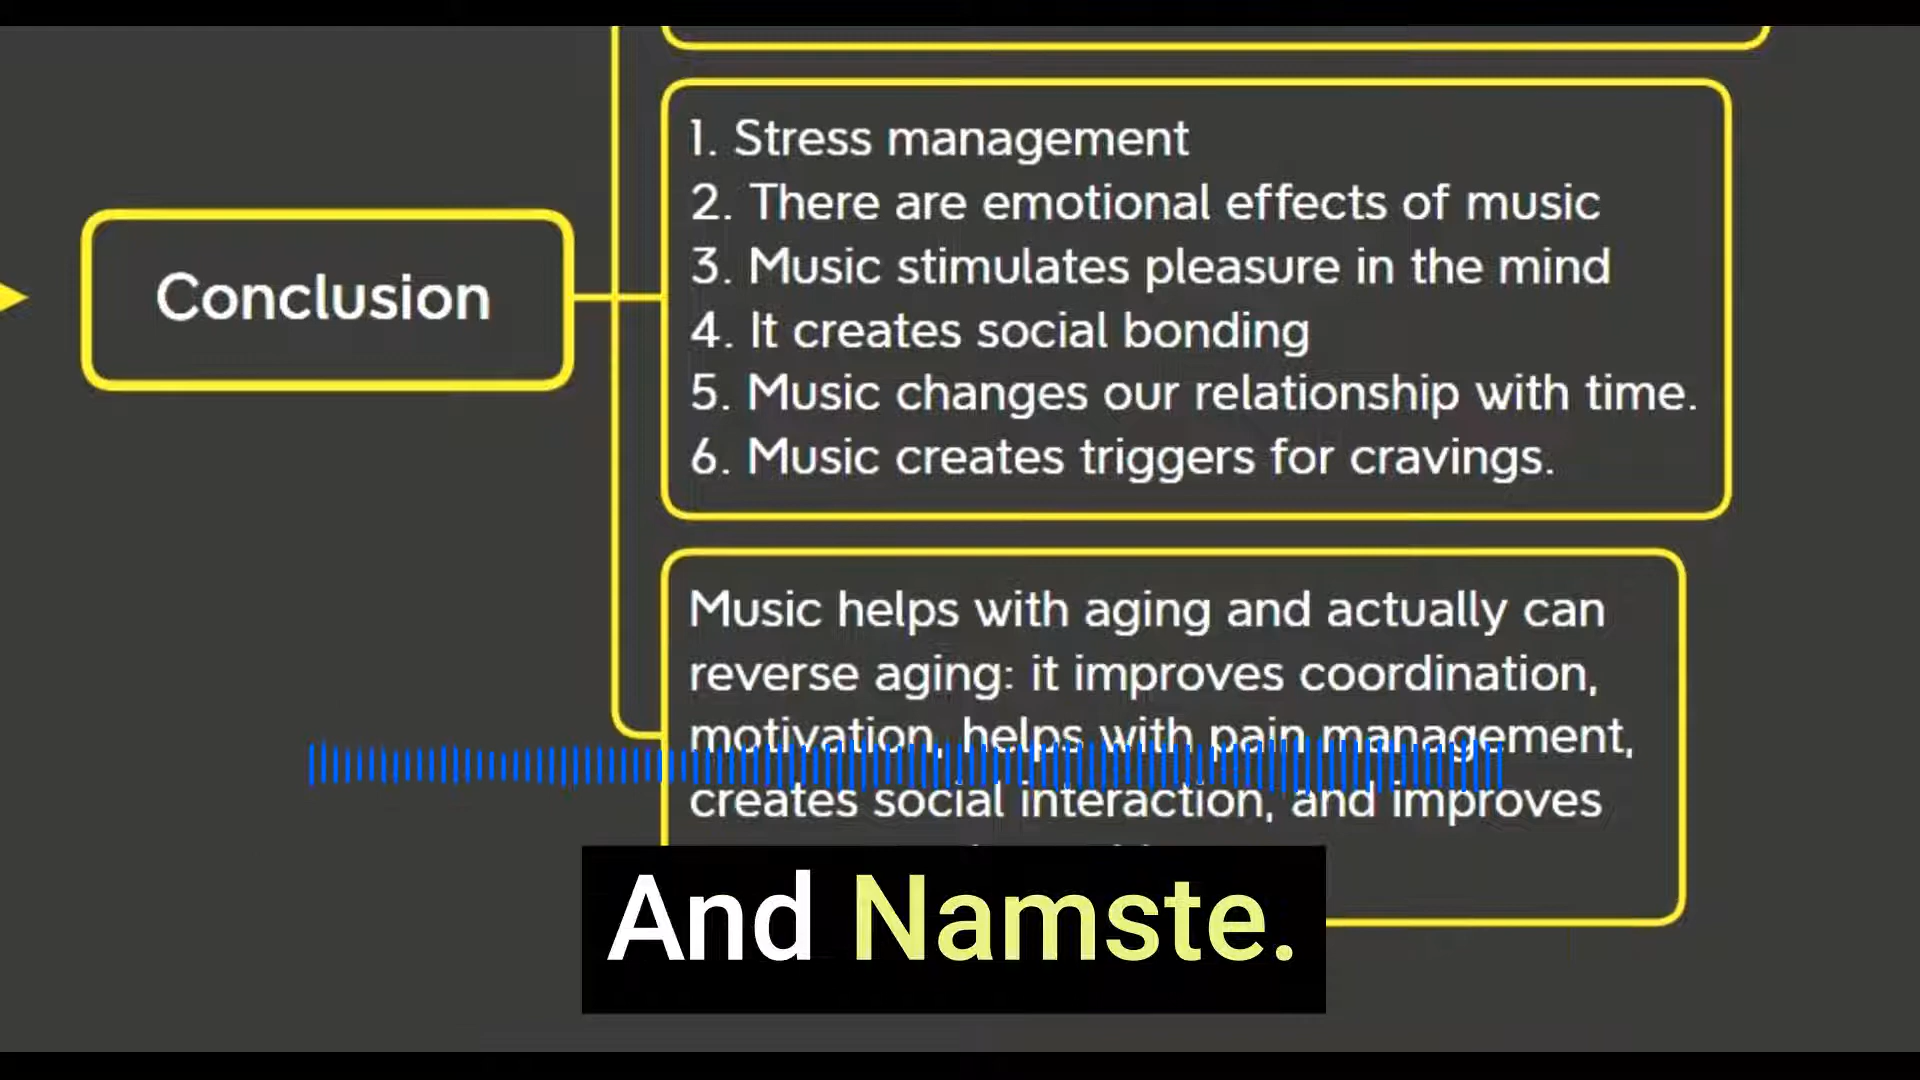 Conclusion
1. Stress management
2. There are emotional effects of music
3. Music stimulates pleasure in the mind
4. It creates social bonding
5. Music changes our relationship with time.
6. Music creates triggers for cravings.
Music helps with aging and actually can
reverse aging: it improves coordination,
motivation, helps with pain management,
creates social interaction, and improves
And Namste.